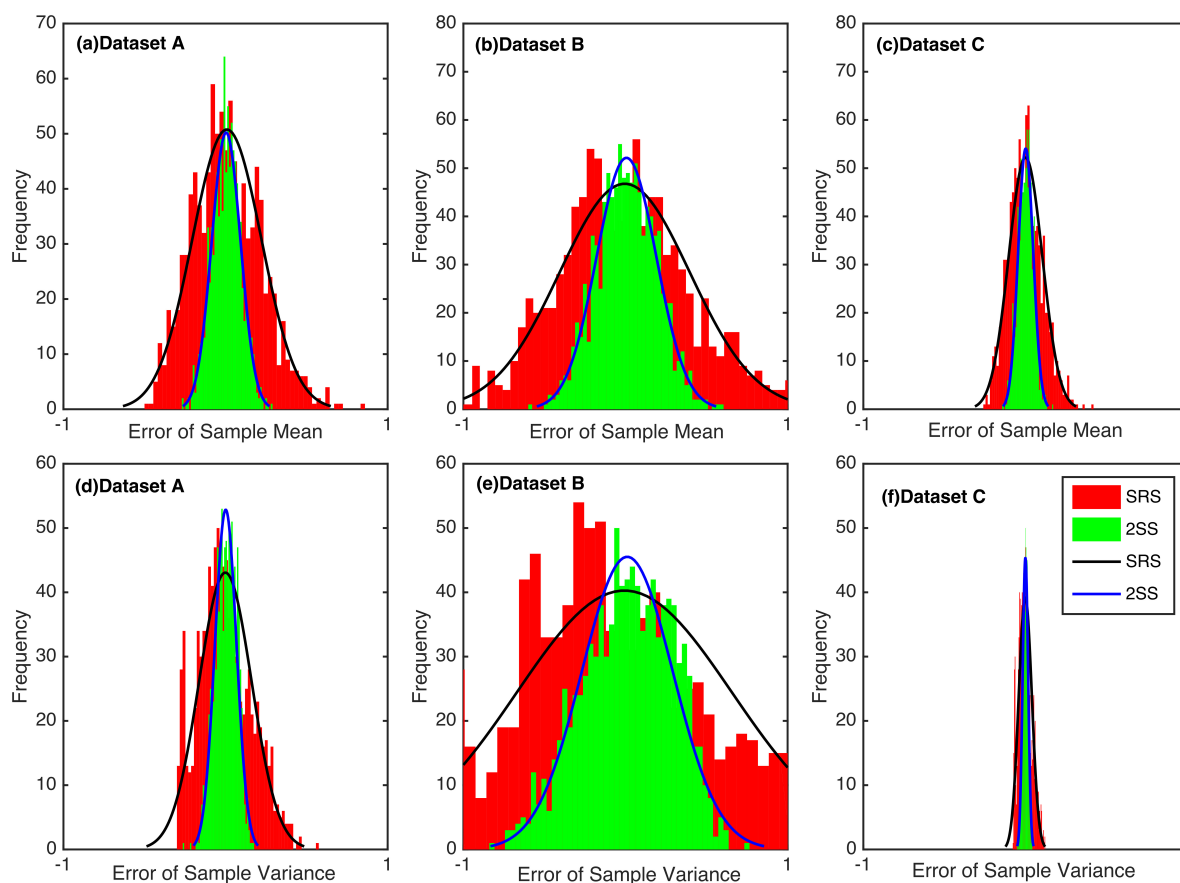 (a)Dataset A
70
60
50
40
30
20
10
0
Frequency
-1
1
Error of Sample Mean
(b)Dataset B
80
70
60
50
40
30
20
10
0
Frequency
-1
1
Error of Sample Mean
(c)Dataset C
80
70
60
50
40
30
20
10
0
Frequency
-1
Error of Sample Mean
(d)Dataset A
60
50
40
30
20
10
0
Frequency
-1
1
Error of Sample Variance
(e)Dataset B
60
50
40
30
20
10
0
Frequency
-1
1
Error of Sample Variance
(f)Dataset C
60
50
40
30
20
10
0
Frequency
-1
Error of Sample Variance
SRS
2SS
SRS
2SS